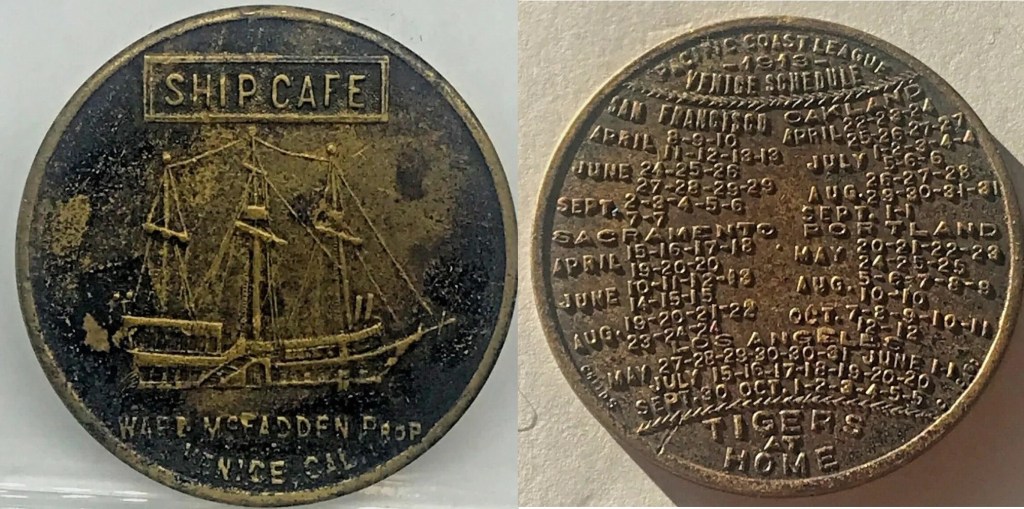 SHIP CAFE
WARD McFADDEN PROP
VENICE, CAL
PACIFIC COAST LEAGUE
-1913-
VENICE SCHEDULE
SAN FRANCISCO
APRIL 8-9-10-
11-12-13-13
JUNE 24-25-26
27-28-29-29
SEPT. 2-3-4-5-6
7-7
SACRAMENTO
APRIL 15-16-17-18
19-20-20
JUNE 10-11-12-13
14-15-15
AUG. 19-20-21-22
23-24-24
OAKLAND
APRIL 22-23-24
25-26-27-27
JULY 1-2-3-4-4
5-6-6
AUG. 26-27-28
29-30-31-31
SEPT. 1-1
PORTLAND
MAY 20-21-22-23
24-25-25
AUG. 5-6-7-8-9
10-10
OCT. 7-8-9-10-11
12-12
LOS ANGELES
MAY 27-28-29-30-30-31 JUNE 1-1
JULY 15-16-17-18-19-20-20
SEPT. 30 OCT. 1-2-3-4-5-5
TIGERS
AT
HOME